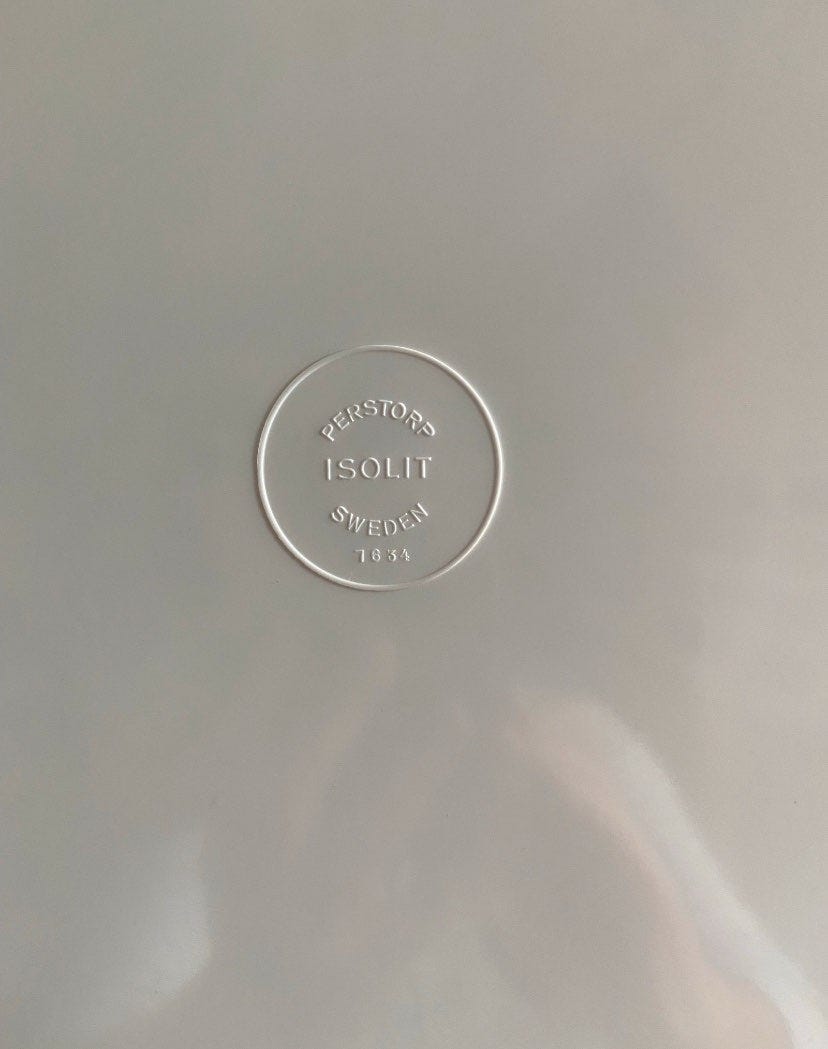 PERSTORP
ISOLIT
SWEDEN
7634